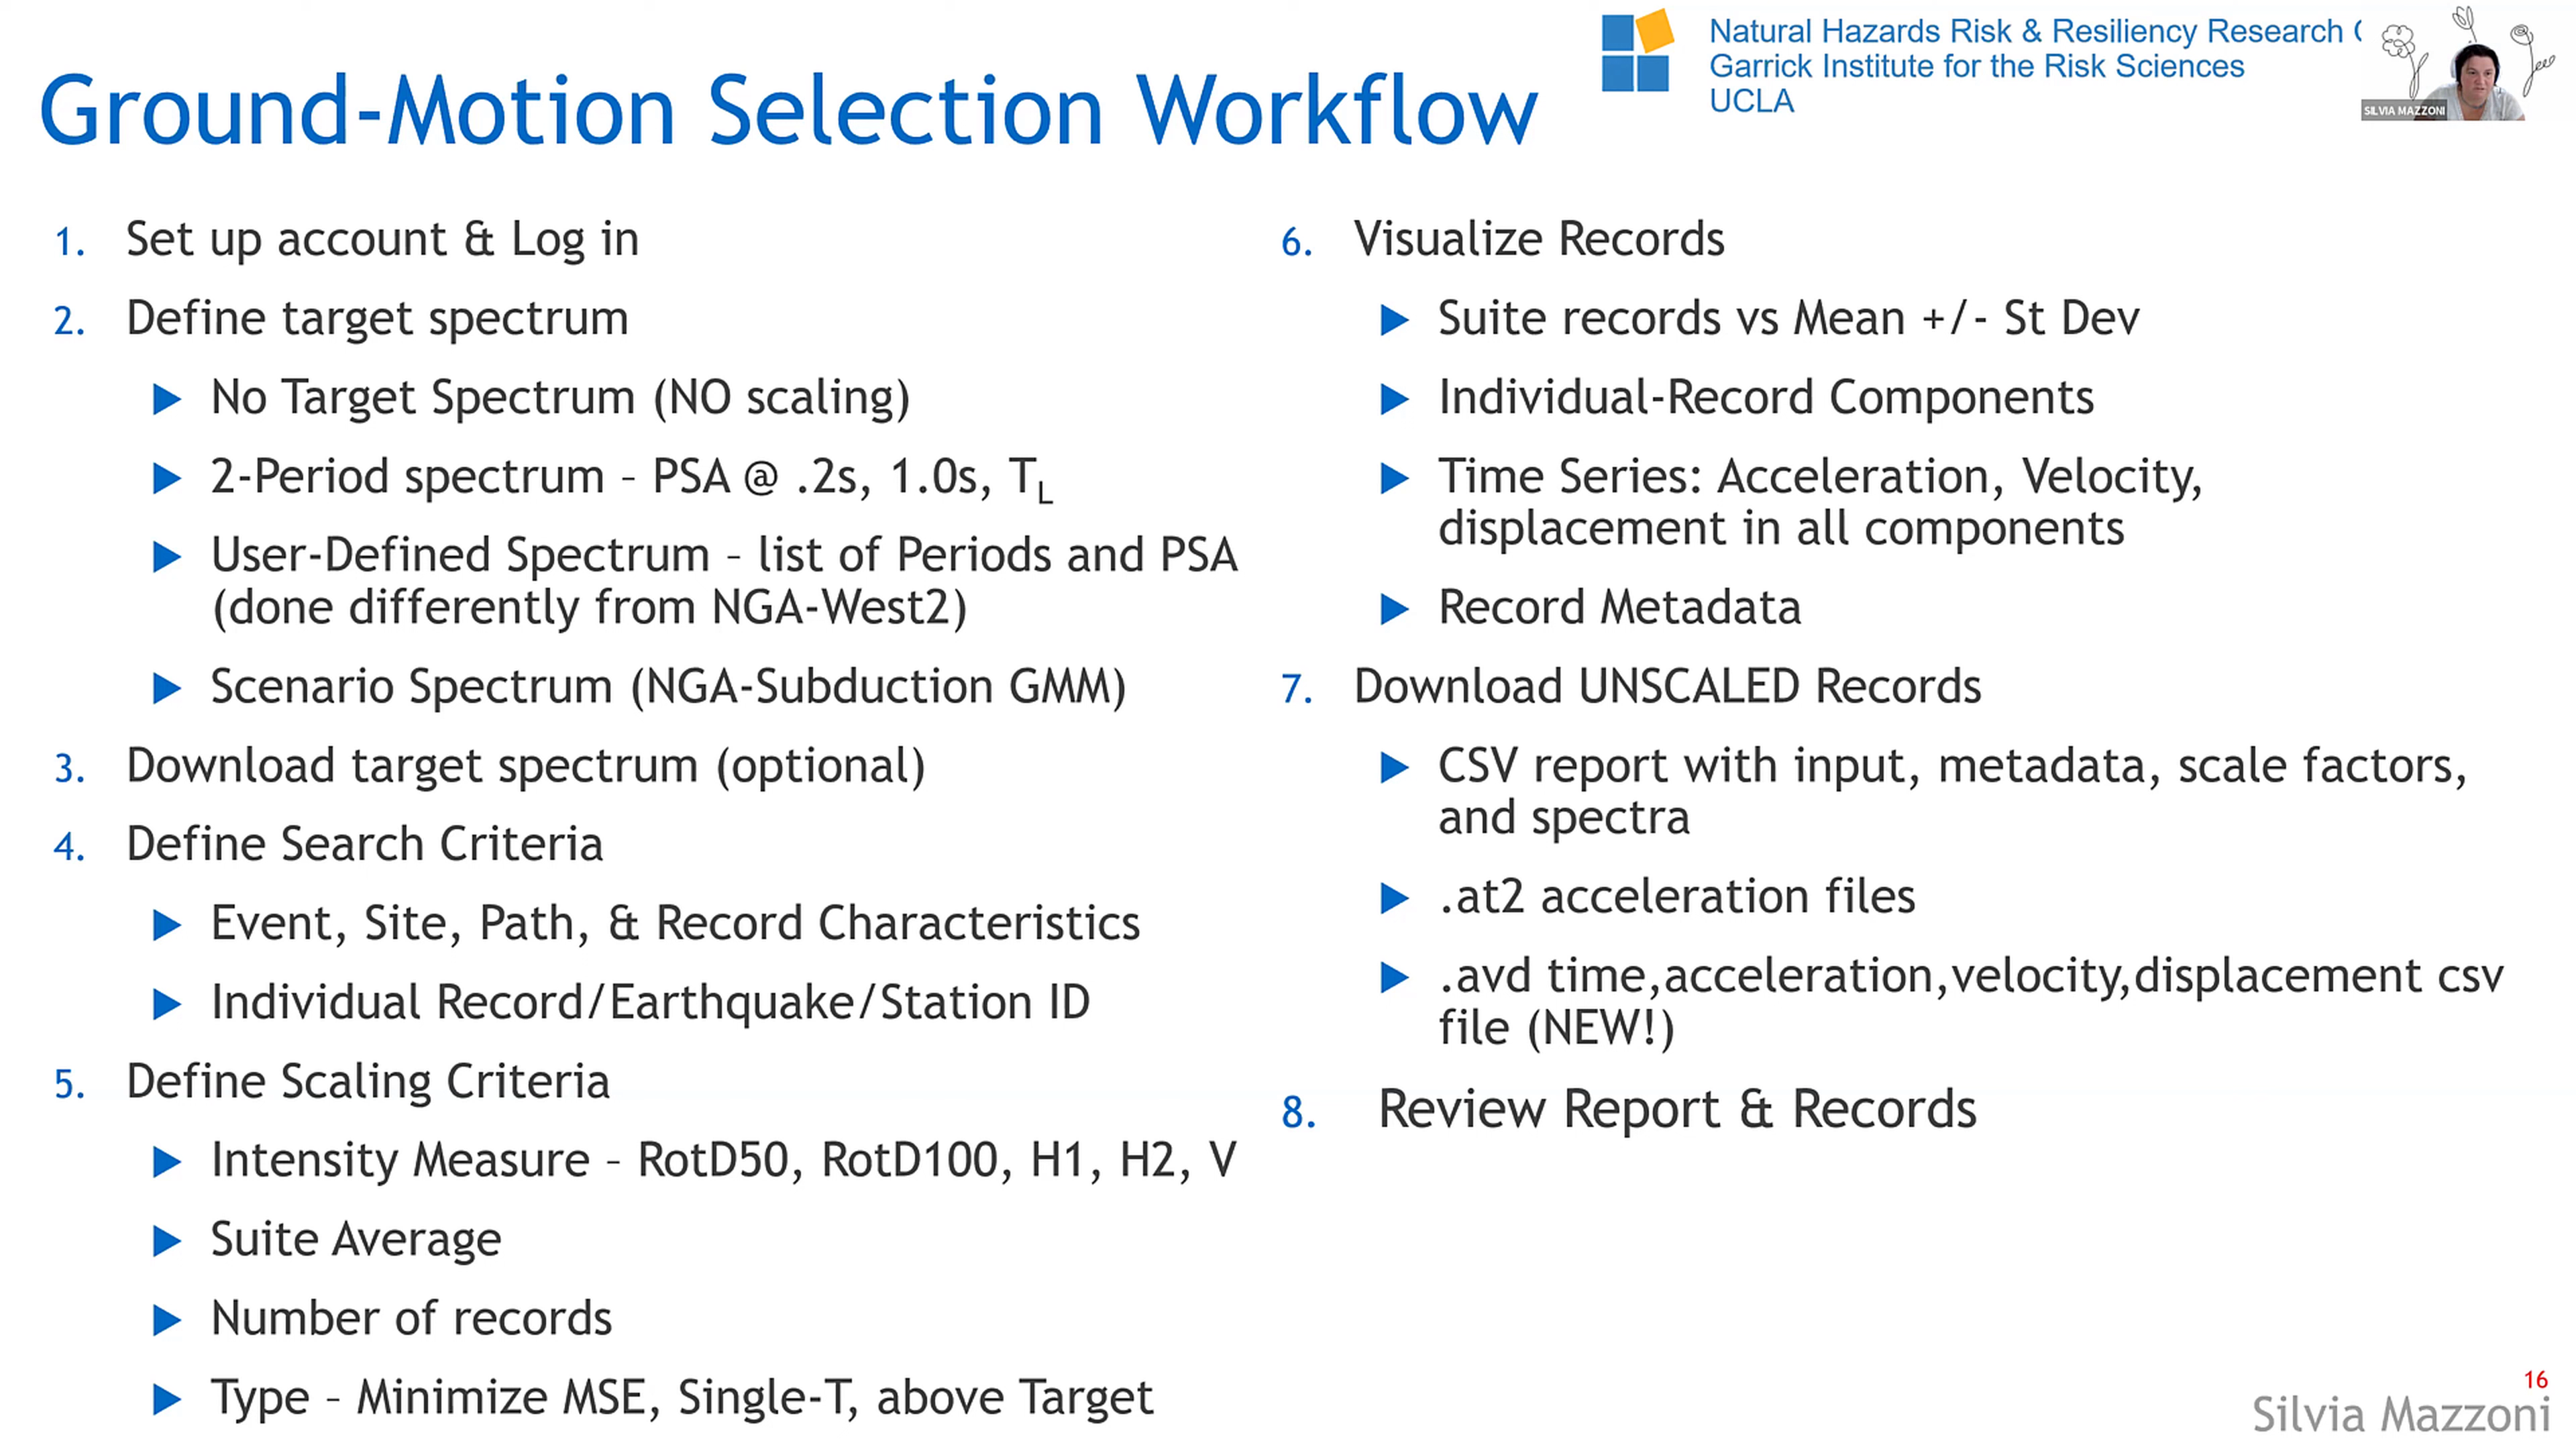 Natural Hazards Risk & Resiliency Research
Garrick Institute for the Risk Sciences
UCLA
SILVIA MAZZONI
Ground-Motion Selection Workflow
1. Set up account & Log in
2. Define target spectrum
▶ No Target Spectrum (NO scaling)
▶ 2-Period spectrum – PSA @ .2s, 1.0s, TL
▶ User-Defined Spectrum – list of Periods and PSA
(done differently from NGA-West2)
▶ Scenario Spectrum (NGA-Subduction GMM)
3. Download target spectrum (optional)
4. Define Search Criteria
▶ Event, Site, Path, & Record Characteristics
▶ Individual Record/Earthquake/Station ID
5. Define Scaling Criteria
▶ Intensity Measure – RotD50, RotD100, H1, H2, V
▶ Suite Average
▶ Number of records
▶ Type – Minimize MSE, Single-T, above Target
6. Visualize Records
▶ Suite records vs Mean +/- St Dev
▶ Individual-Record Components
▶ Time Series: Acceleration, Velocity,
displacement in all components
▶ Record Metadata
7. Download UNSCALED Records
▶ CSV report with input, metadata, scale factors,
and spectra
▶ .at2 acceleration files
▶ .avd time,acceleration,velocity,displacement csv
file (NEW!)
8. Review Report & Records
16
Silvia Mazzoni